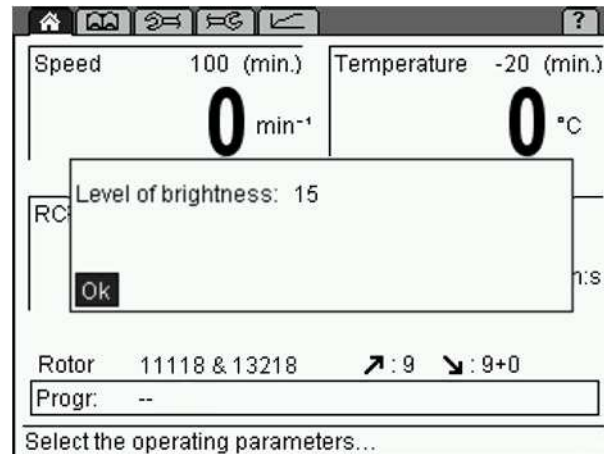 ?
Speed 100 (min.) Temperature -20 (min.)
0 min⁻¹ 0 °C
Level of brightness: 15
RC
Ok
:s
Rotor 11118 & 13218 ↗: 9 ↘: 9+0
Progr: --
Select the operating parameters...